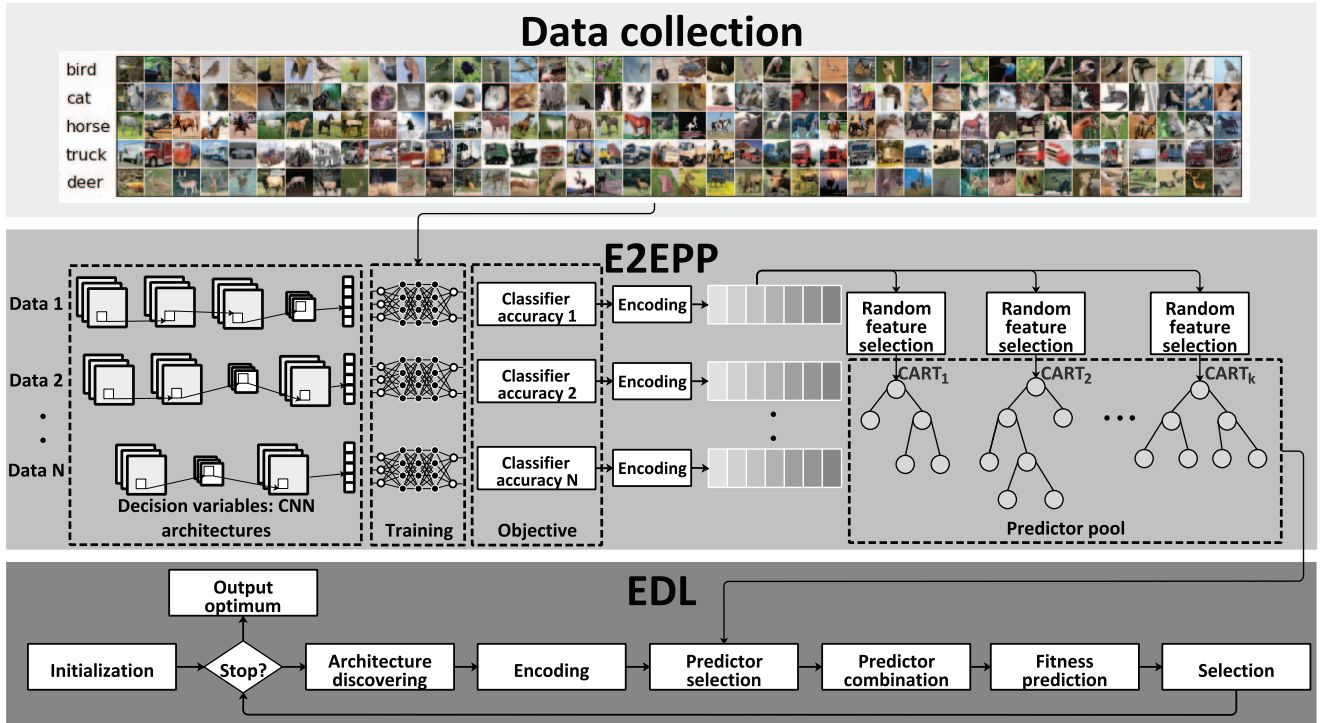 Data collection
bird
cat
horse
truck
deer
E2EPP
Data 1
Classifier
accuracy 1
Encoding
Random
feature
selection
Random
feature
selection
Random
feature
selection
Data 2
Classifier
accuracy 2
Encoding
CART1
CART2
CARTk
Data N
Classifier
accuracy N
Encoding
Decision variables: CNN
architectures
Training
Objective
Predictor pool
EDL
Output
optimum
Initialization
Stop?
Architecture
discovering
Encoding
Predictor
selection
Predictor
combination
Fitness
prediction
Selection